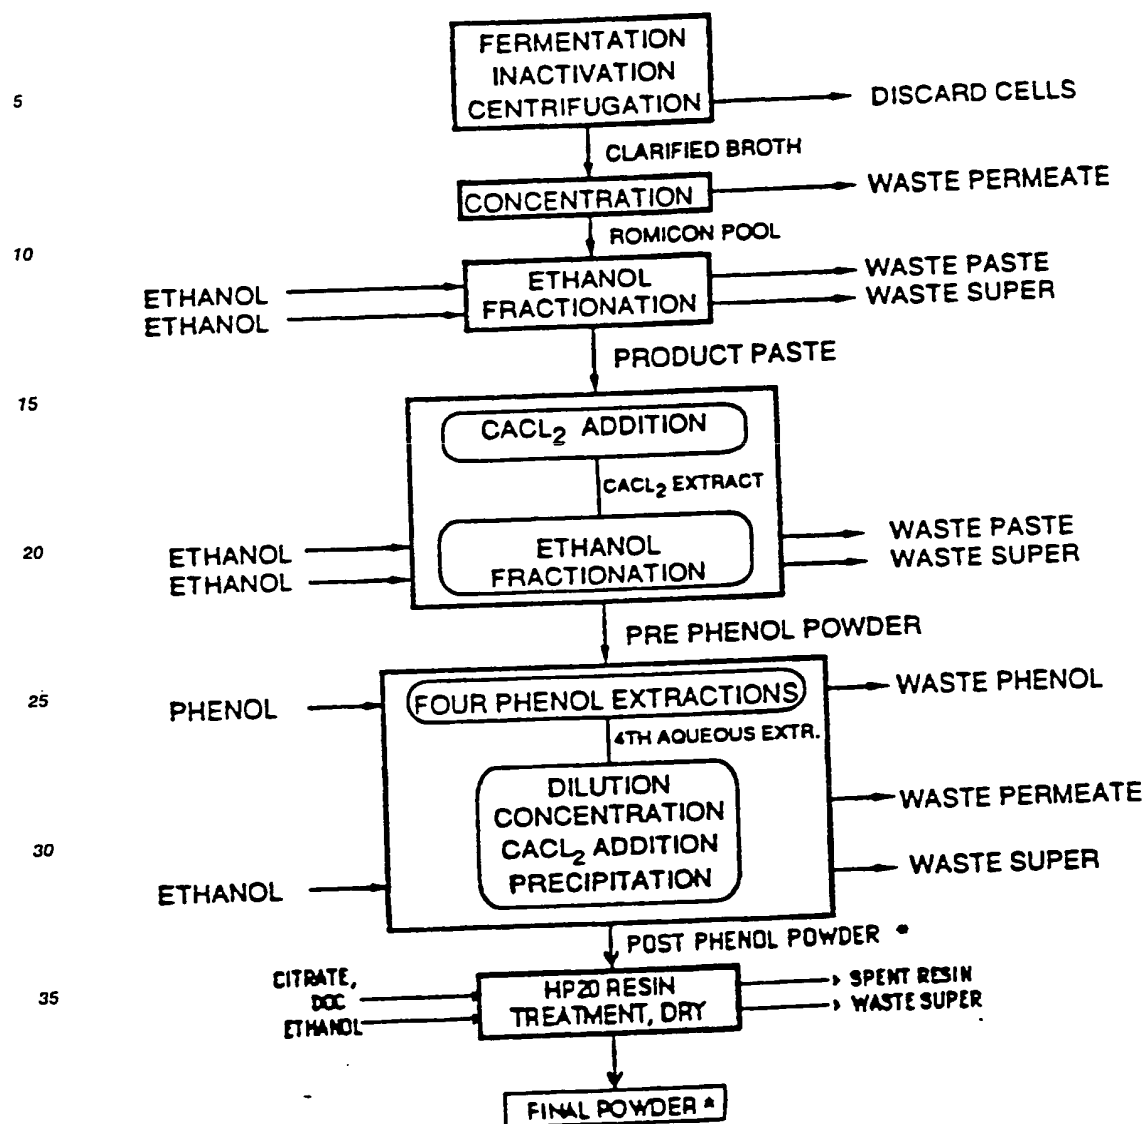 FERMENTATION
INACTIVATION
5 CENTRIFUGATION DISCARD CELLS
CLARIFIED BROTH
CONCENTRATION WASTE PERMEATE
ROMICON POOL
10 ETHANOL ETHANOL WASTE PASTE
ETHANOL FRACTIONATION WASTE SUPER
PRODUCT PASTE
15
CACL₂ ADDITION
CACL₂ EXTRACT
20 ETHANOL ETHANOL WASTE PASTE
ETHANOL FRACTIONATION WASTE SUPER
PRE PHENOL POWDER
25 PHENOL FOUR PHENOL EXTRACTIONS WASTE PHENOL
4TH AQUEOUS EXTR.
DILUTION
CONCENTRATION WASTE PERMEATE
30 CACL₂ ADDITION WASTE SUPER
ETHANOL PRECIPITATION
POST PHENOL POWDER *
CITRATE, HP20 RESIN SPENT RESIN
35 DOC TREATMENT, DRY WASTE SUPER
ETHANOL
FINAL POWDER *